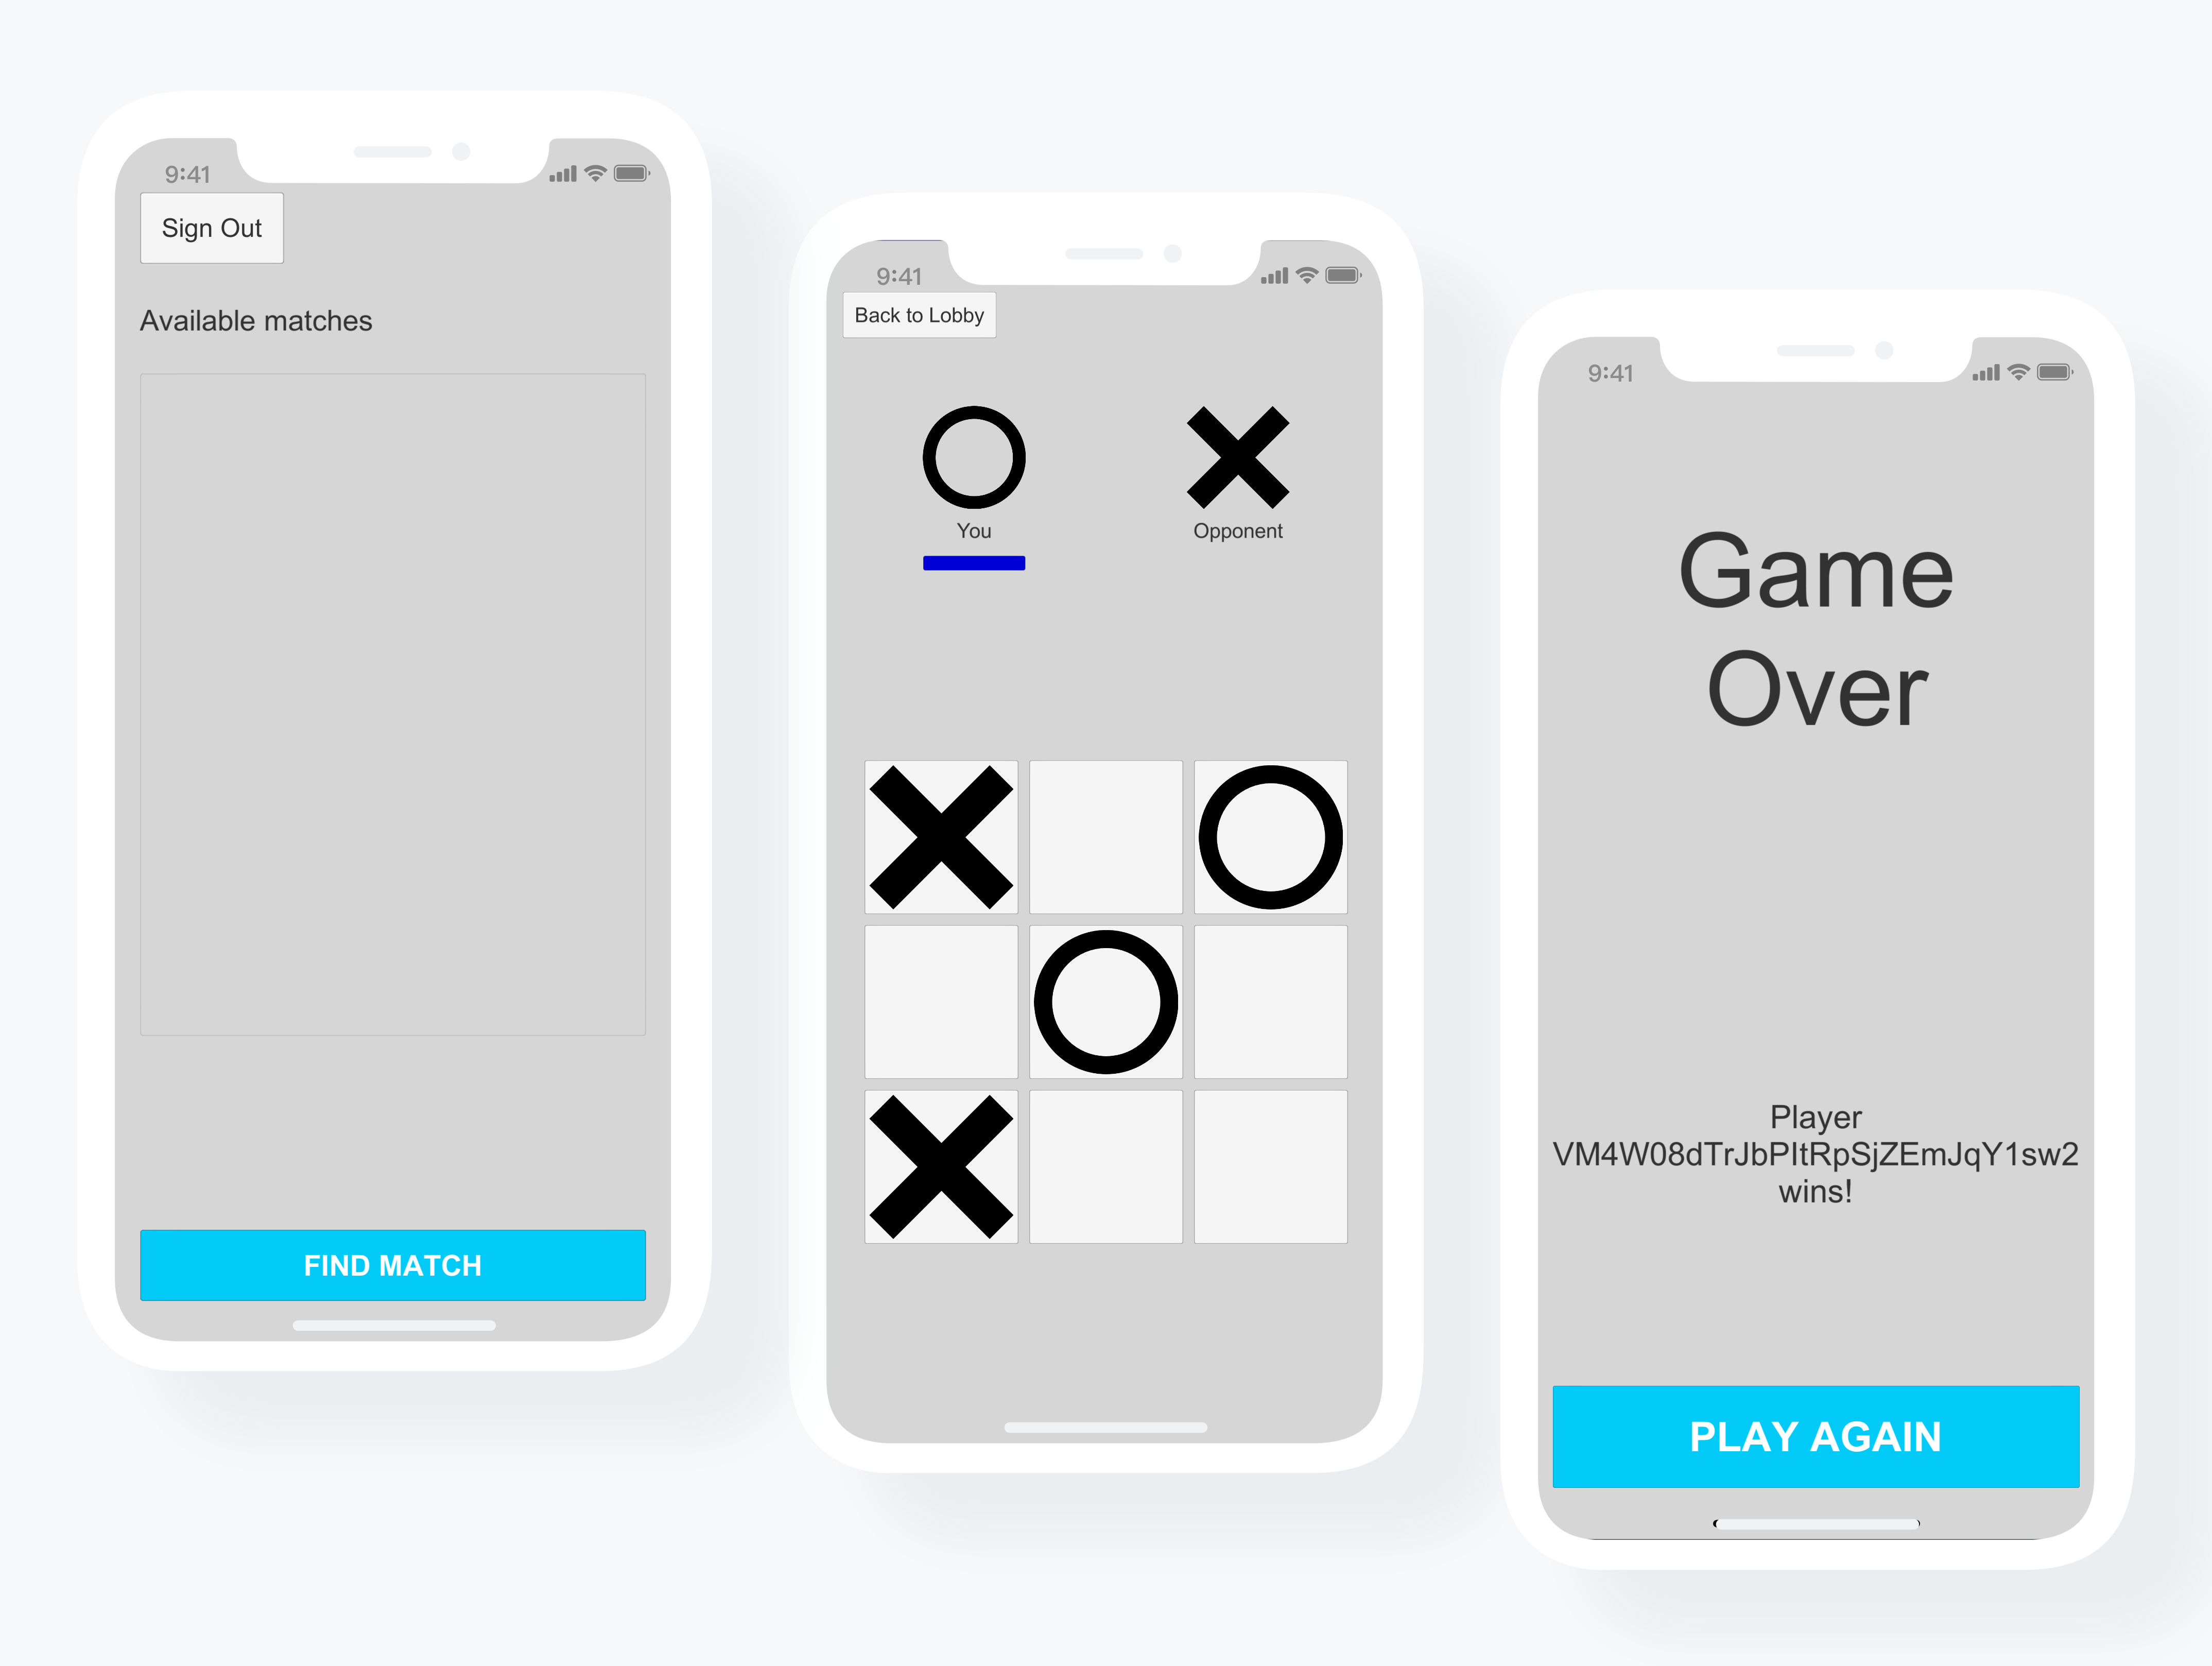 9:41
Sign Out
Available matches
FIND MATCH
9:41
Back to Lobby
You
Opponent
9:41
Game
Over
Player
VM4W08dTrJbPItRpSjZEmJqY1sw2
wins!
PLAY AGAIN